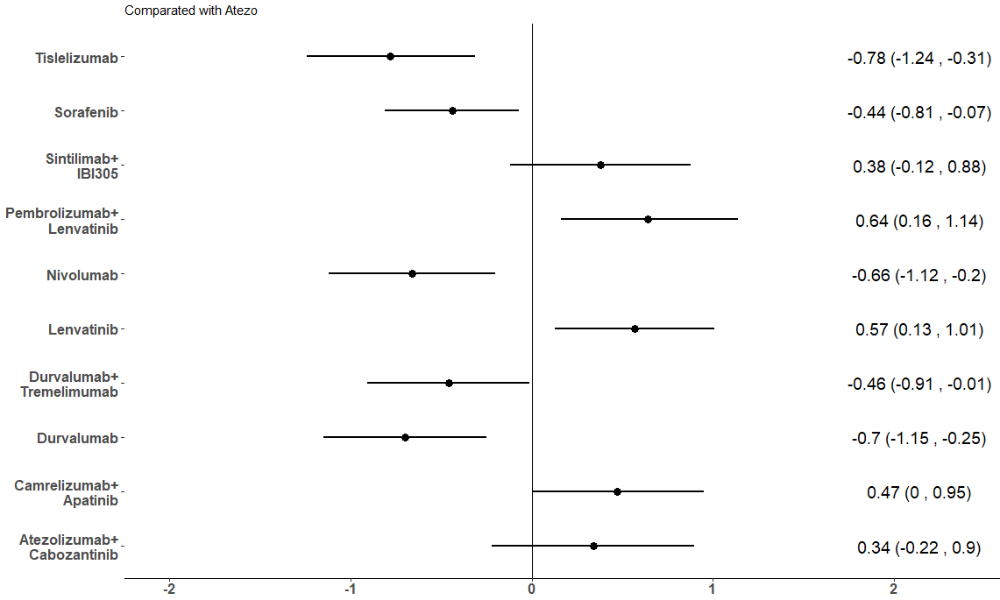 Comparated with Atezo
Tislelizumab
-0.78 (-1.24 , -0.31)
Sorafenib
-0.44 (-0.81 , -0.07)
Sintilimab+
IBI305
0.38 (-0.12 , 0.88)
Pembrolizumab+
Lenvatinib
0.64 (0.16 , 1.14)
Nivolumab
-0.66 (-1.12 , -0.2)
Lenvatinib
0.57 (0.13 , 1.01)
Durvalumab+
Tremelimumab
-0.46 (-0.91 , -0.01)
Durvalumab
-0.7 (-1.15 , -0.25)
Camrelizumab+
Apatinib
0.47 (0 , 0.95)
Atezolizumab+
Cabozantinib
0.34 (-0.22 , 0.9)
-2 -1 0 1 2